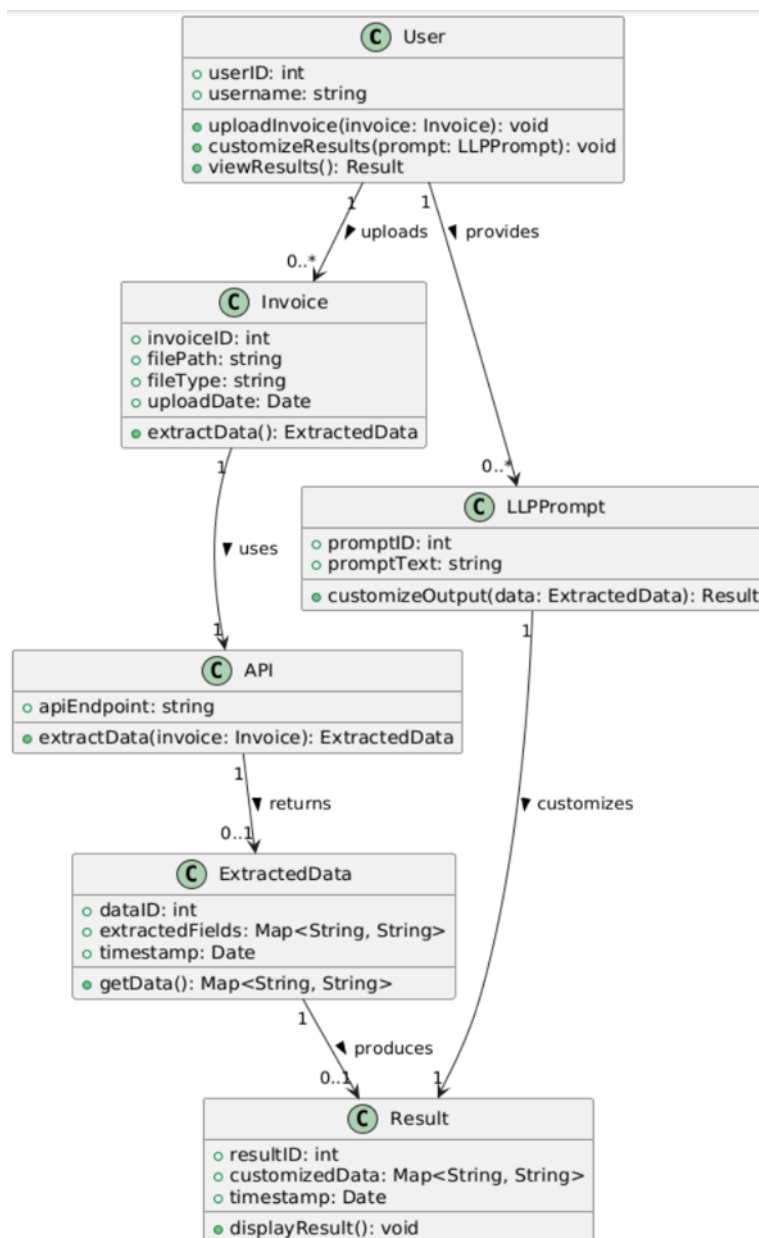 C User
userID: int
username: string
uploadInvoice(invoice: Invoice): void
customizeResults(prompt: LLPPrompt): void
viewResults(): Result
1
1
uploads
provides
0..*
C Invoice
invoiceID: int
filePath: string
fileType: string
uploadDate: Date
extractData(): ExtractedData
1
0..*
C LLPPrompt
promptID: int
promptText: string
customizeOutput(data: ExtractedData): Result
uses
1
1
C API
apiEndpoint: string
extractData(invoice: Invoice): ExtractedData
1
returns
customizes
0..1
C ExtractedData
dataID: int
extractedFields: Map<String, String>
timestamp: Date
getData(): Map<String, String>
1
produces
0..1
1
C Result
resultID: int
customizedData: Map<String, String>
timestamp: Date
displayResult(): void